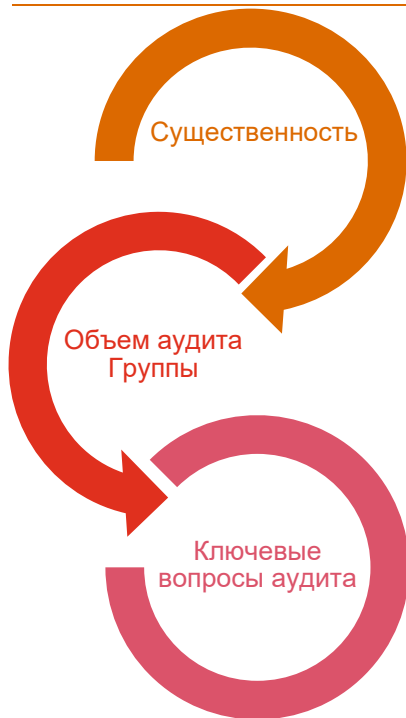 Существенность
Объем аудита
Группы
Ключевые
вопросы аудита